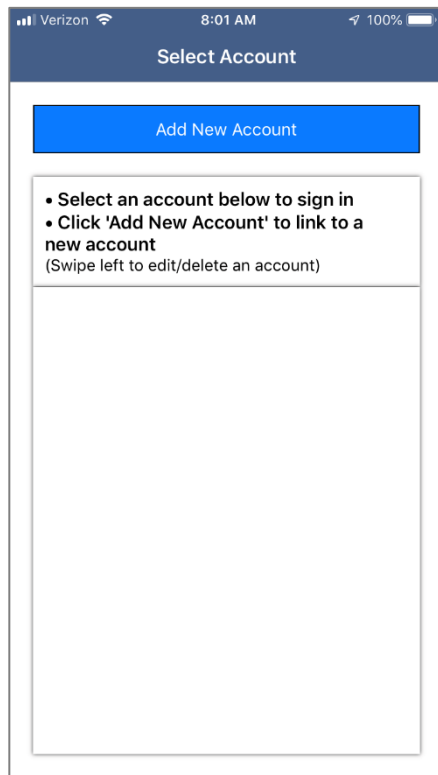 Verizon 8:01 AM 100%
Select Account
Add New Account
• Select an account below to sign in
• Click 'Add New Account' to link to a
new account
(Swipe left to edit/delete an account)